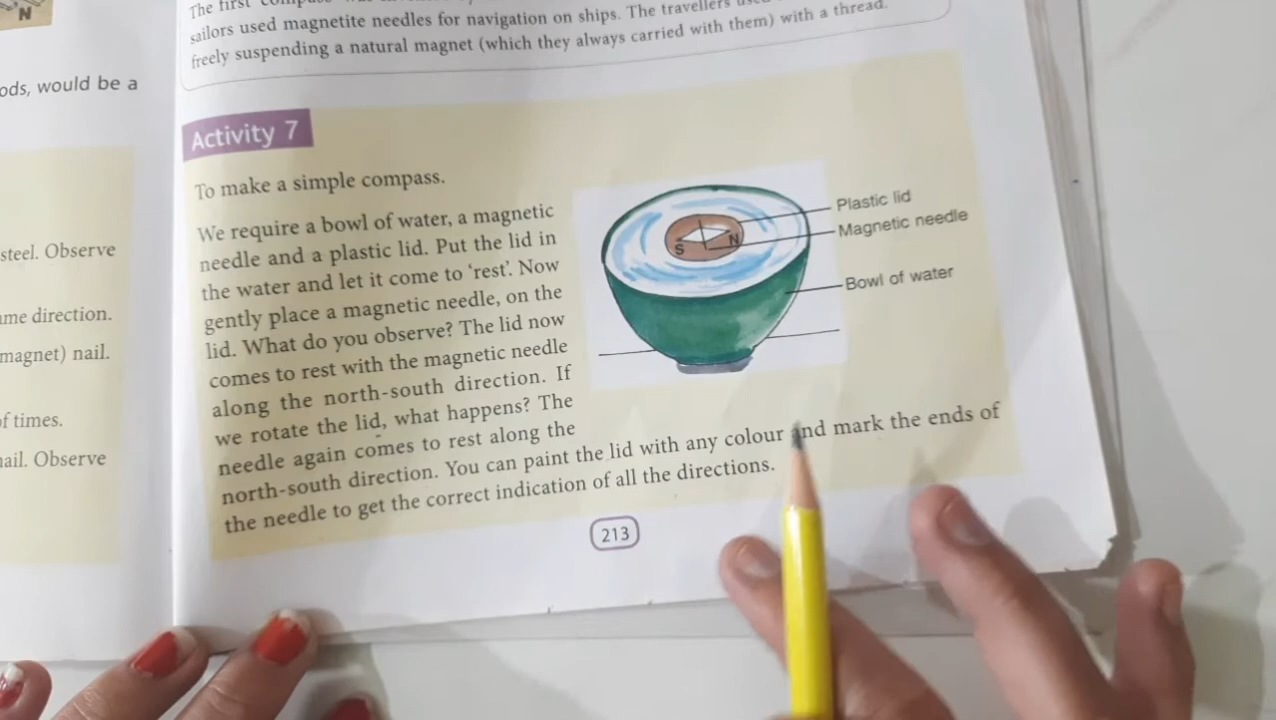 N
ods, would be a
steel. Observe
me direction.
magnet) nail.
of times.
nail. Observe
The first
sailors used magnetite needles for navigation on ships. The travellers
freely suspending a natural magnet (which they always carried with them) with a thread.
Activity 7
To make a simple compass.
We require a bowl of water, a magnetic
needle and a plastic lid. Put the lid in
the water and let it come to ‘rest’. Now
gently place a magnetic needle, on the
lid. What do you observe? The lid now
comes to rest with the magnetic needle
along the north-south direction. If
we rotate the lid, what happens? The
needle again comes to rest along the
north-south direction. You can paint the lid with any colour and mark the ends of
the needle to get the correct indication of all the directions.
Plastic lid
Magnetic needle
Bowl of water
S
N
213